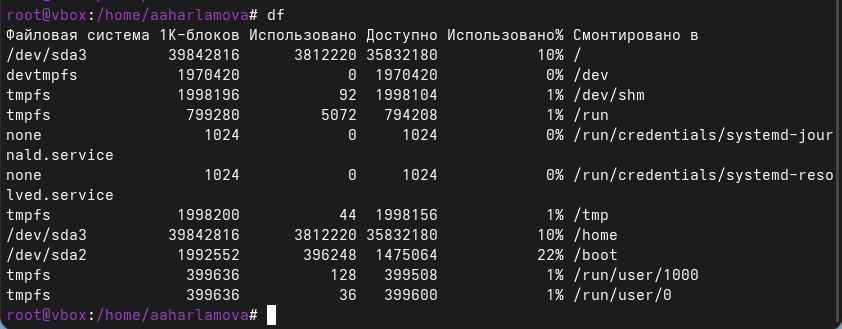 root@vbox:/home/aaharlamova# df
Файловая система 1K-блоков Использовано Доступно Использовано% Смонтировано в
/dev/sda3         39842816      3812220 35832180           10% /
devtmpfs           1970420            0  1970420            0% /dev
tmpfs              1998196           92  1998104            1% /dev/shm
tmpfs               799280         5072   794208            1% /run
none                  1024            0     1024            0% /run/credentials/systemd-jour
nald.service
none                  1024            0     1024            0% /run/credentials/systemd-reso
lved.service
tmpfs              1998200           44  1998156            1% /tmp
/dev/sda3         39842816      3812220 35832180           10% /home
/dev/sda2          1992552       396248  1475064           22% /boot
tmpfs               399636          128   399508            1% /run/user/1000
tmpfs               399636           36   399600            1% /run/user/0
root@vbox:/home/aaharlamova#